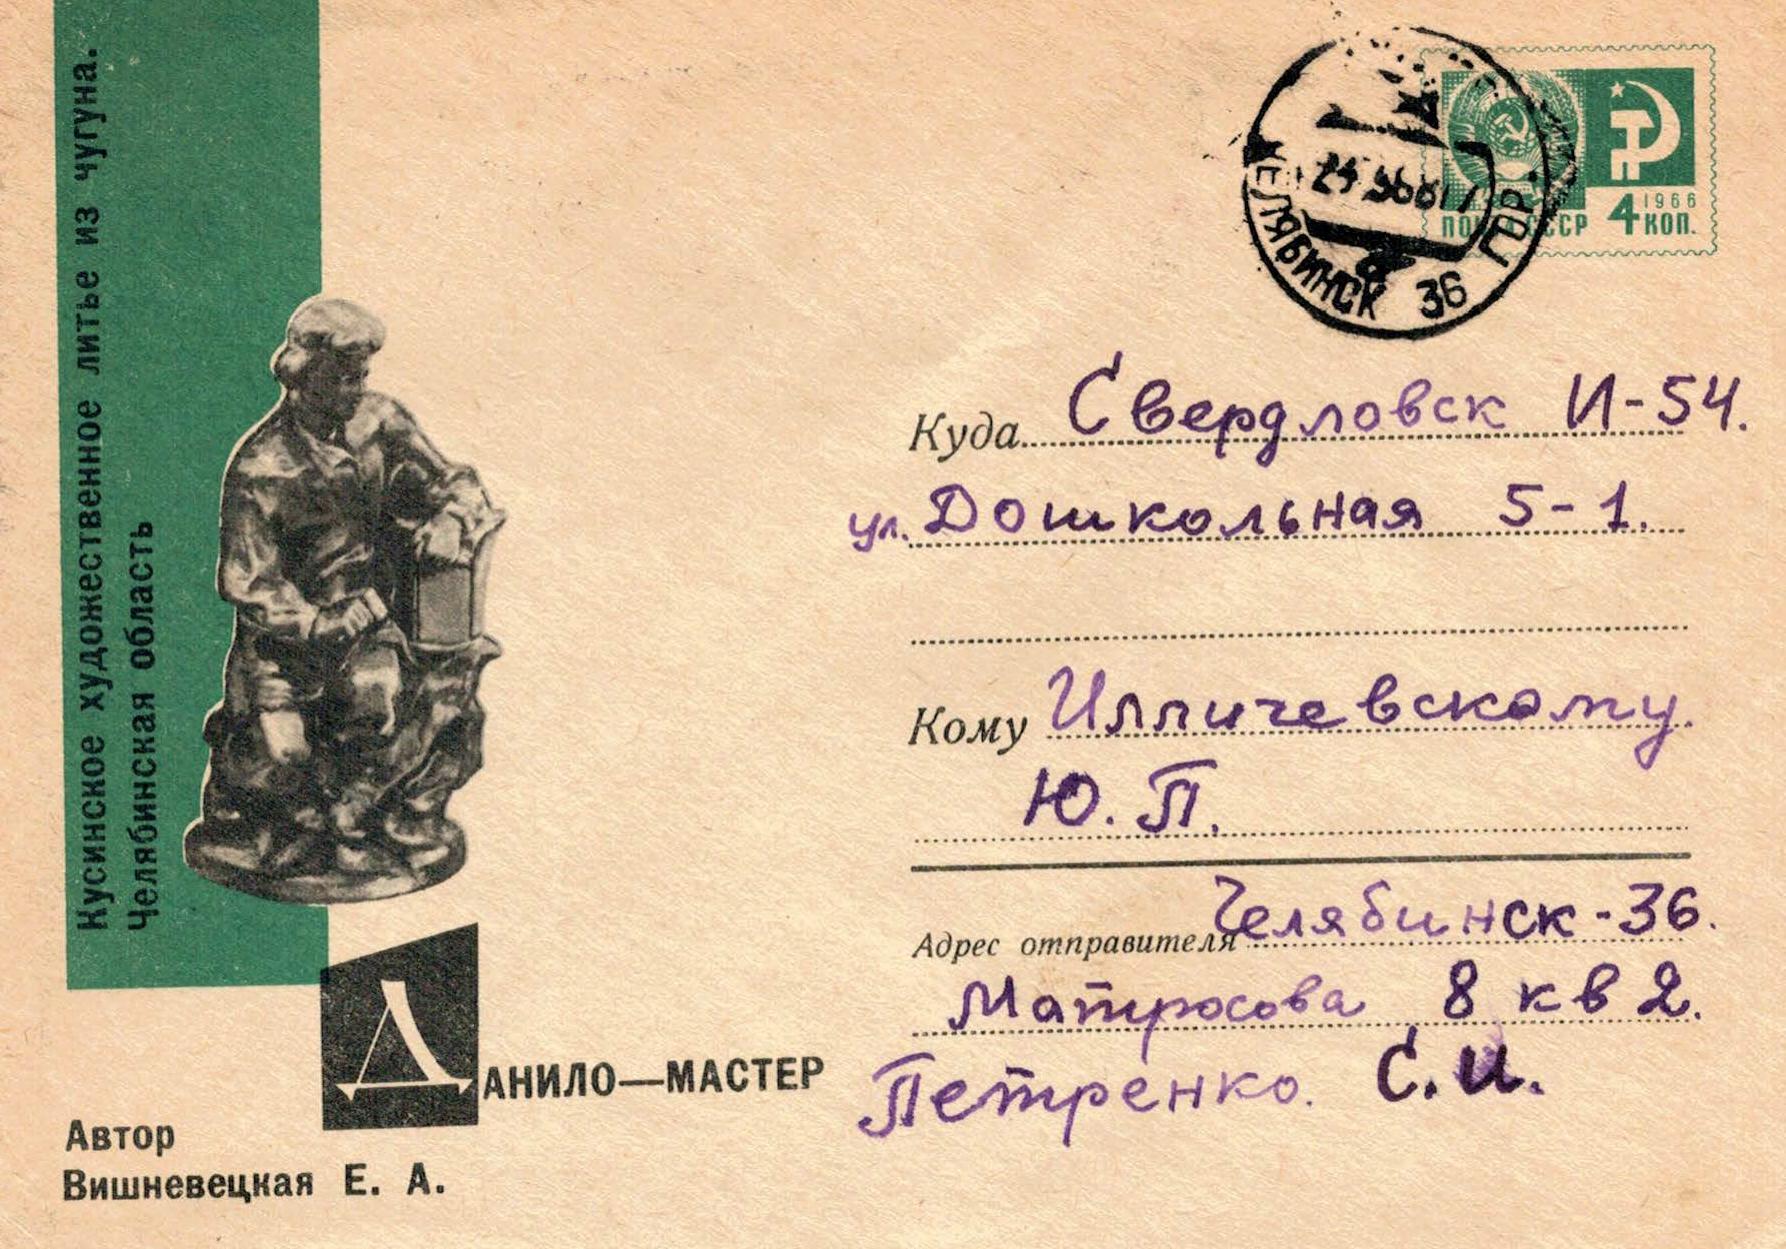 Кусинское художественное литье из чугуна.
Челябинская область
ДАНИЛО—МАСТЕР
Автор
Вишневецкая Е. А.
ПОЧТА СССР
1966
4 КОП.
ЧЕЛЯБИНСК 36 ГОР.
Куда Свердловск И-54.
ул. Дошкольная 5-1.
Кому Илличевскому
Ю. П.
Адрес отправителя Челябинск-36.
Матросова 8 кв 2.
Петренко. С. И.